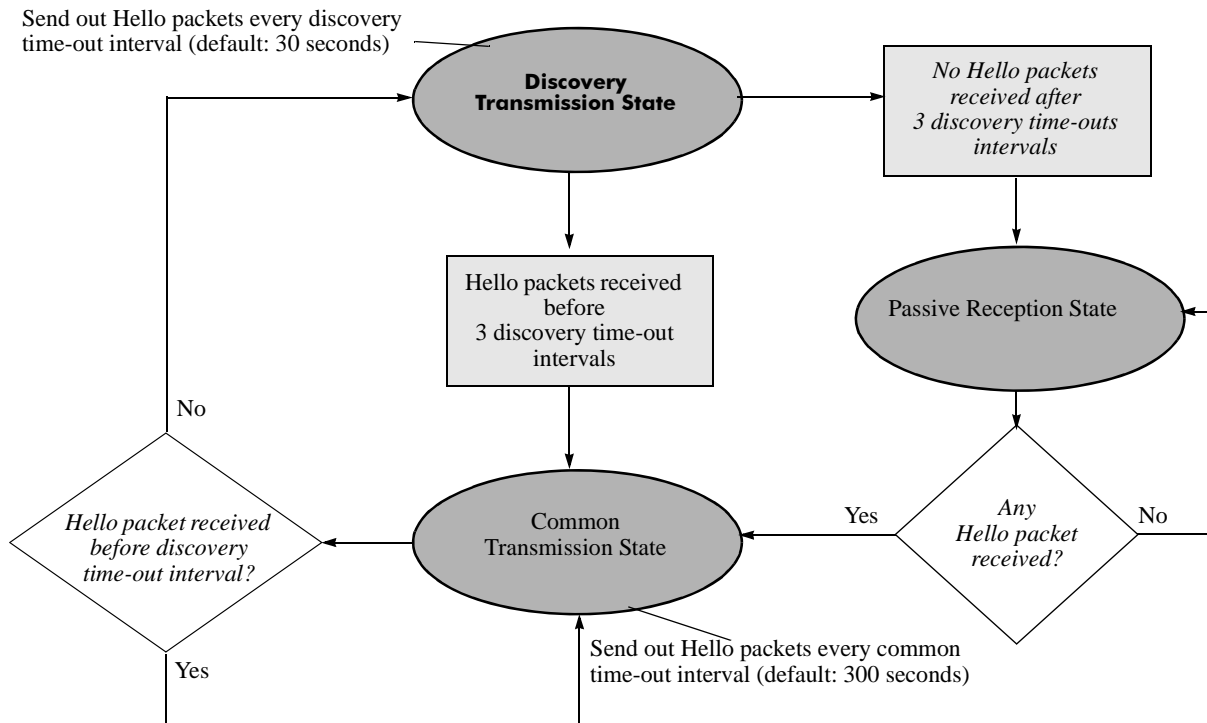 Send out Hello packets every discovery
time-out interval (default: 30 seconds)
Discovery
Transmission State
No Hello packets
received after
3 discovery time-outs
intervals
Hello packets received
before
3 discovery time-out
intervals
Passive Reception State
No
Hello packet received
before discovery
time-out interval?
Common
Transmission State
Yes
Any
Hello packet
received?
No
Yes
Send out Hello packets every common
time-out interval (default: 300 seconds)